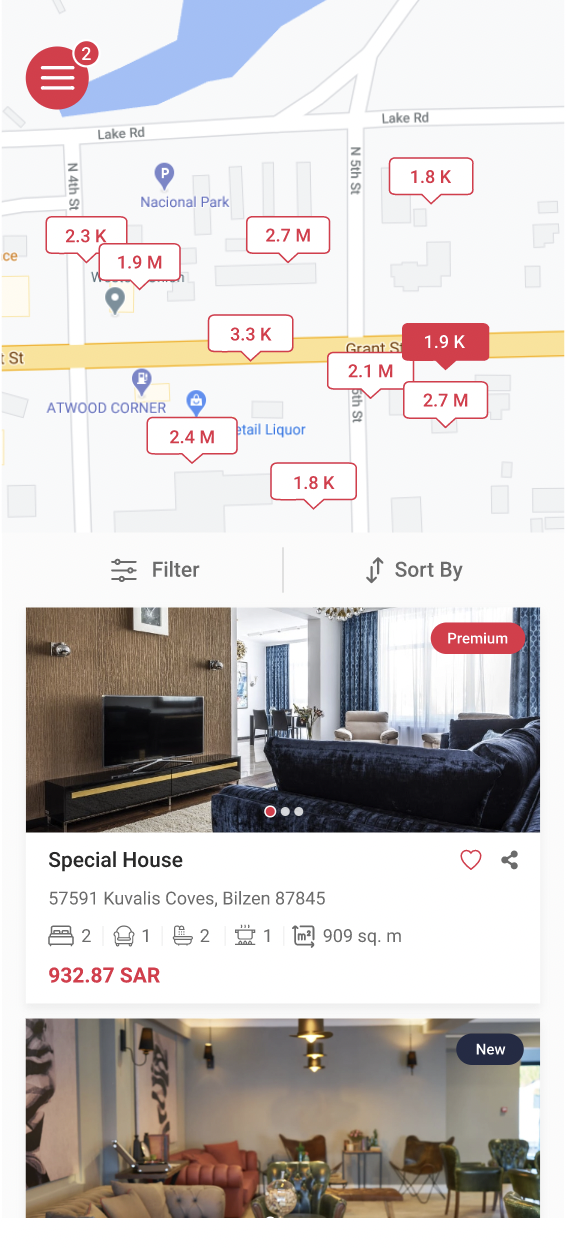 2
Lake Rd
Lake Rd
N 4th St
N 5th St
1.8 K
Nacional Park
2.3 K
2.7 M
ce
1.9 M
3.3 K
1.9 K
Grant St
t St
2.1 M
5th St
2.7 M
ATWOOD CORNER
2.4 M
etail Liquor
1.8 K
Filter
Sort By
Premium
Special House
57591 Kuvalis Coves, Bilzen 87845
2 1 2 1 m² 909 sq. m
932.87 SAR
New